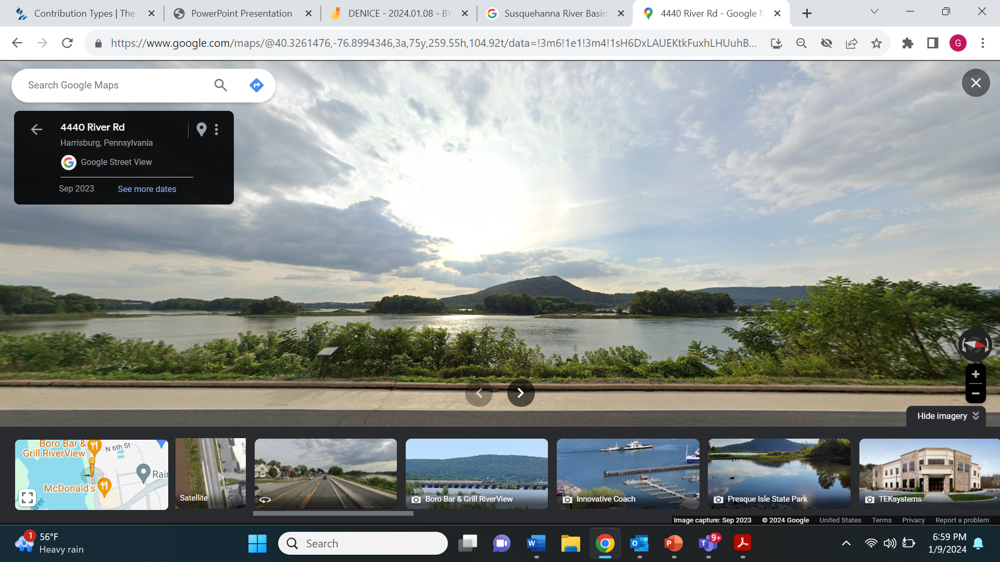 Contribution Types | The
PowerPoint Presentation
DENICE - 2024.01.08 - BY
Susquehanna River Basin
4440 River Rd - Google M
https://www.google.com/maps/@40.3261476,-76.8994346,3a,75y,259.55h,104.92t/data=!3m6!1e1!3m4!1sH6DxLAUEKtkFuxhLHUuhB...
G
Search Google Maps
4440 River Rd
Harrisburg, Pennsylvania
Google Street View
Sep 2023
See more dates
Hide imagery
Boro Bar &
Grill RiverView
N 6th St
Rain
McDonald's
Satellite
Boro Bar & Grill RiverView
Innovative Coach
Presque Isle State Park
TEKsystems
Image capture: Sep 2023
© 2024 Google
United States
Terms
Privacy
Report a problem
1
56°F
Heavy rain
Search
9+
6:59 PM
1/9/2024